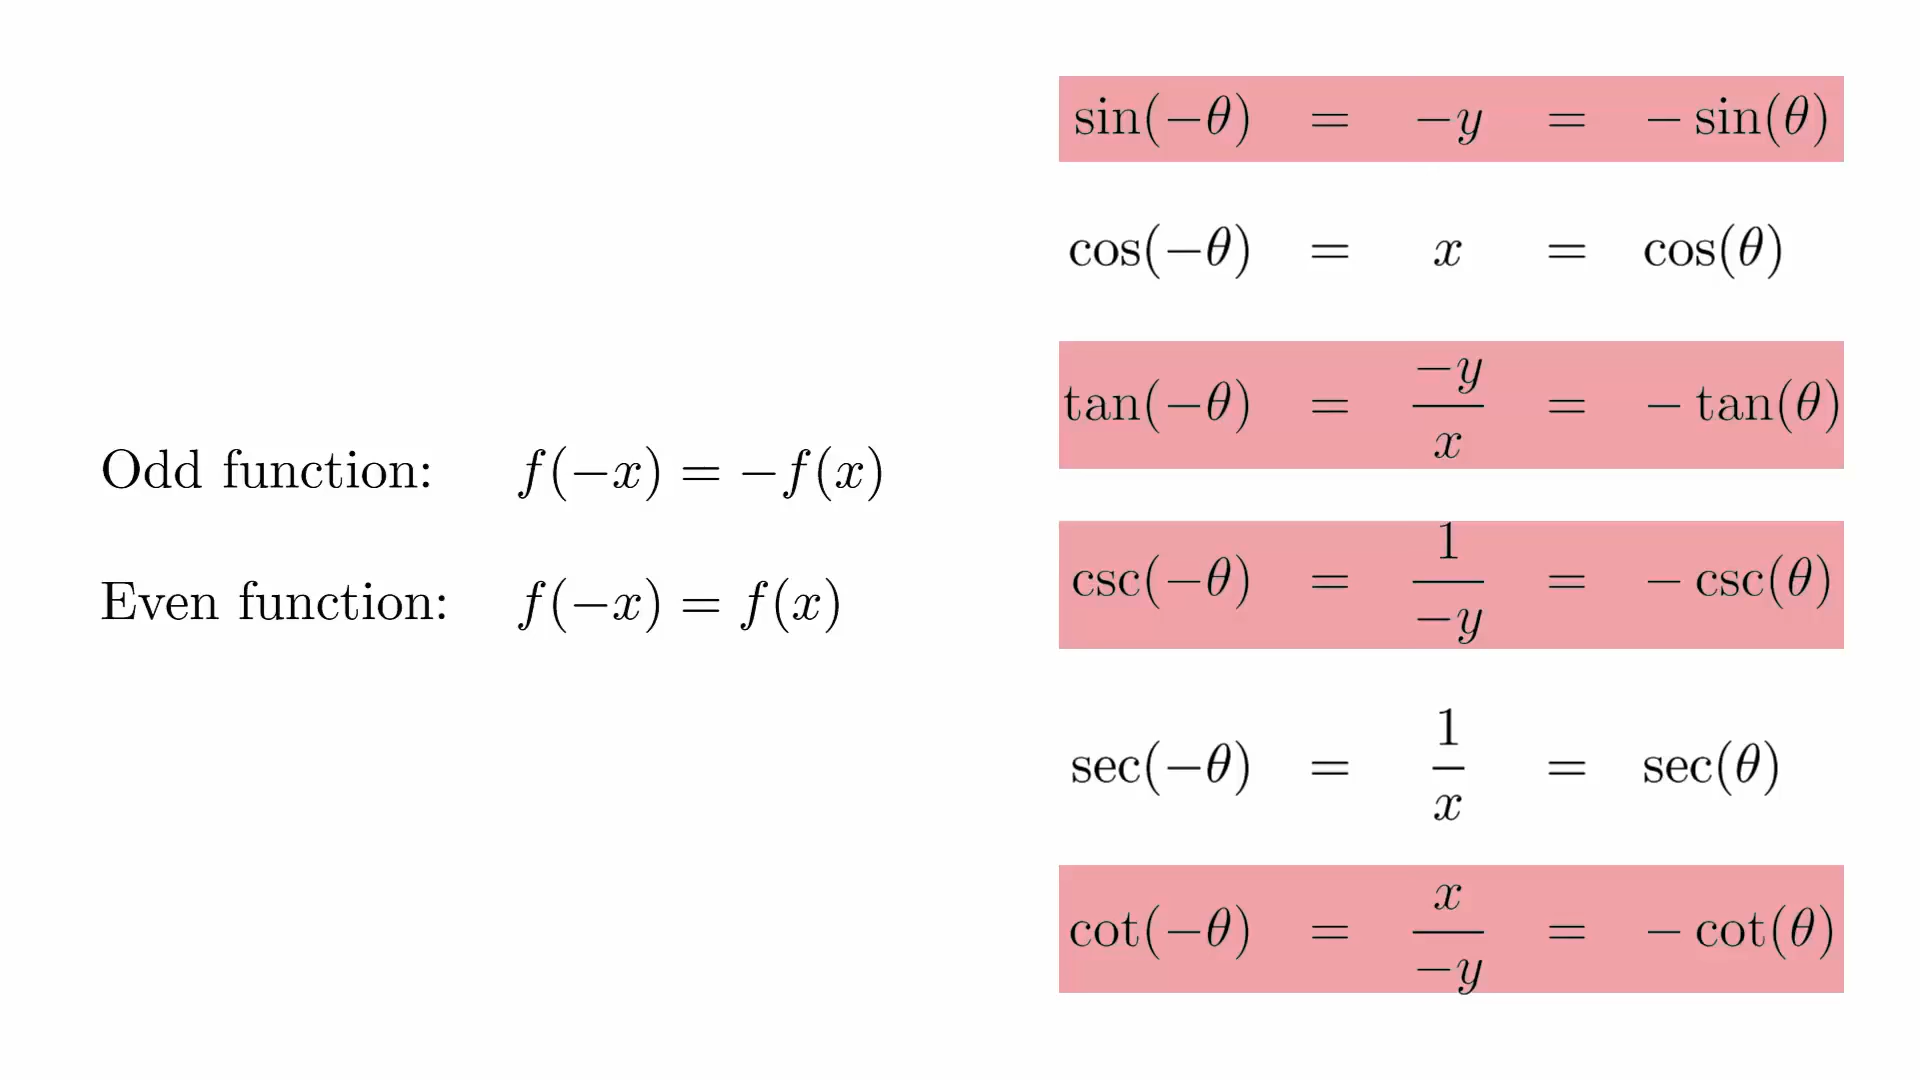 Odd function: f(−x) = −f(x)
Even function: f(−x) = f(x)
sin(−θ) = −y = − sin(θ)
cos(−θ) = x = cos(θ)
tan(−θ) = −y/x = − tan(θ)
csc(−θ) = 1/−y = − csc(θ)
sec(−θ) = 1/x = sec(θ)
cot(−θ) = x/−y = − cot(θ)